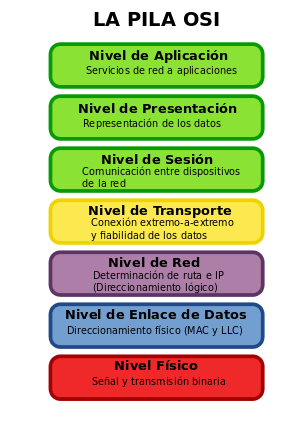 LA PILA OSI
Nivel de Aplicación
Servicios de red a aplicaciones
Nivel de Presentación
Representación de los datos
Nivel de Sesión
Comunicación entre dispositivos
de la red
Nivel de Transporte
Conexión extremo-a-extremo
y fiabilidad de los datos
Nivel de Red
Determinación de ruta e IP
(Direccionamiento lógico)
Nivel de Enlace de Datos
Direccionamiento físico (MAC y LLC)
Nivel Físico
Señal y transmisión binaria